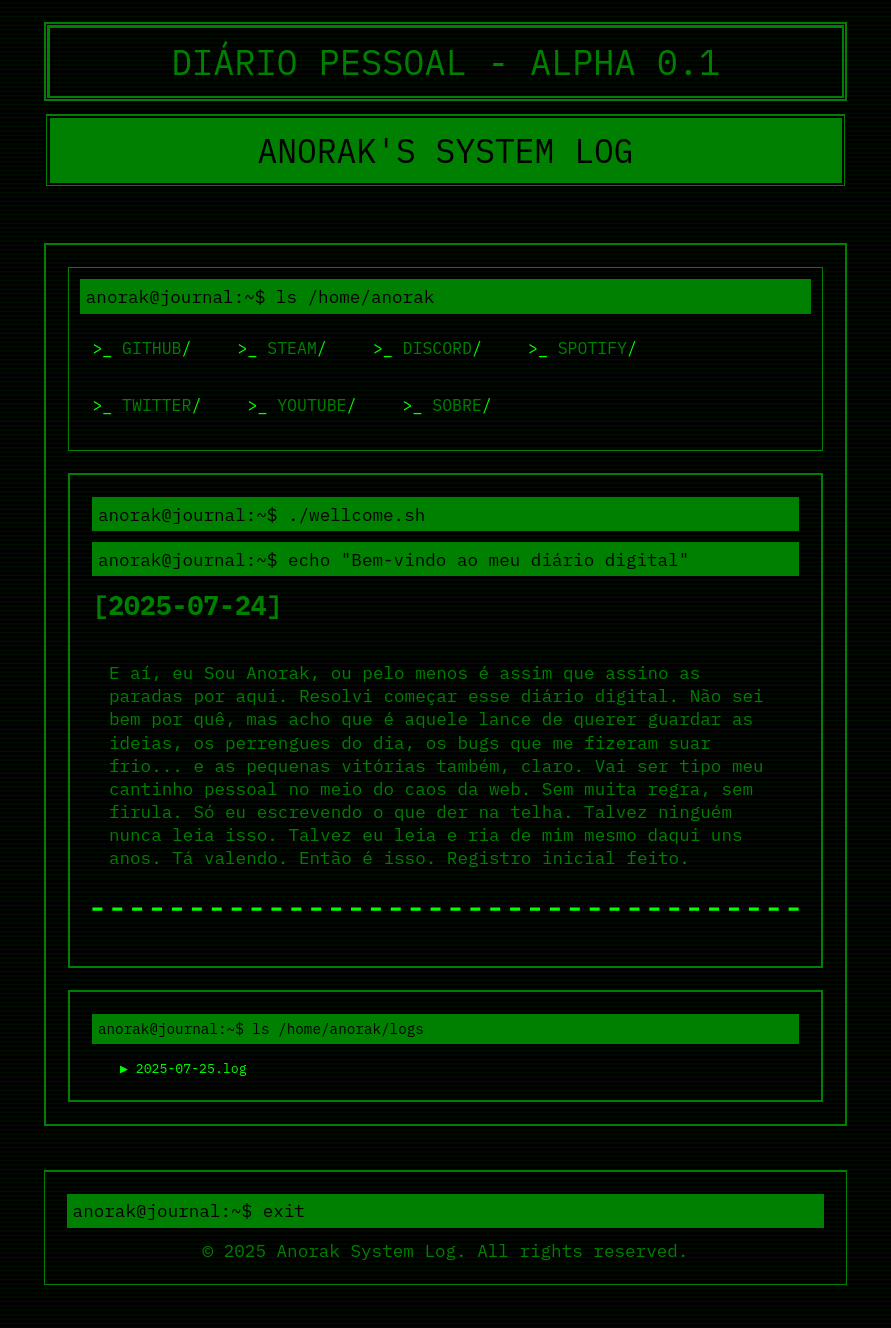 DIÁRIO PESSOAL - ALPHA 0.1
ANORAK'S SYSTEM LOG
anorak@journal:~$ ls /home/anorak
>_ GITHUB/ >_ STEAM/ >_ DISCORD/ >_ SPOTIFY/
>_ TWITTER/ >_ YOUTUBE/ >_ SOBRE/
anorak@journal:~$ ./wellcome.sh
anorak@journal:~$ echo "Bem-vindo ao meu diário digital"
[2025-07-24]
E aí, eu Sou Anorak, ou pelo menos é assim que assino as
paradas por aqui. Resolvi começar esse diário digital. Não sei
bem por quê, mas acho que é aquele lance de querer guardar as
ideias, os perrengues do dia, os bugs que me fizeram suar
frio... e as pequenas vitórias também, claro. Vai ser tipo meu
cantinho pessoal no meio do caos da web. Sem muita regra, sem
firula. Só eu escrevendo o que der na telha. Talvez ninguém
nunca leia isso. Talvez eu leia e ria de mim mesmo daqui uns
anos. Tá valendo. Então é isso. Registro inicial feito.
anorak@journal:~$ ls /home/anorak/logs
▶ 2025-07-25.log
anorak@journal:~$ exit
© 2025 Anorak System Log. All rights reserved.